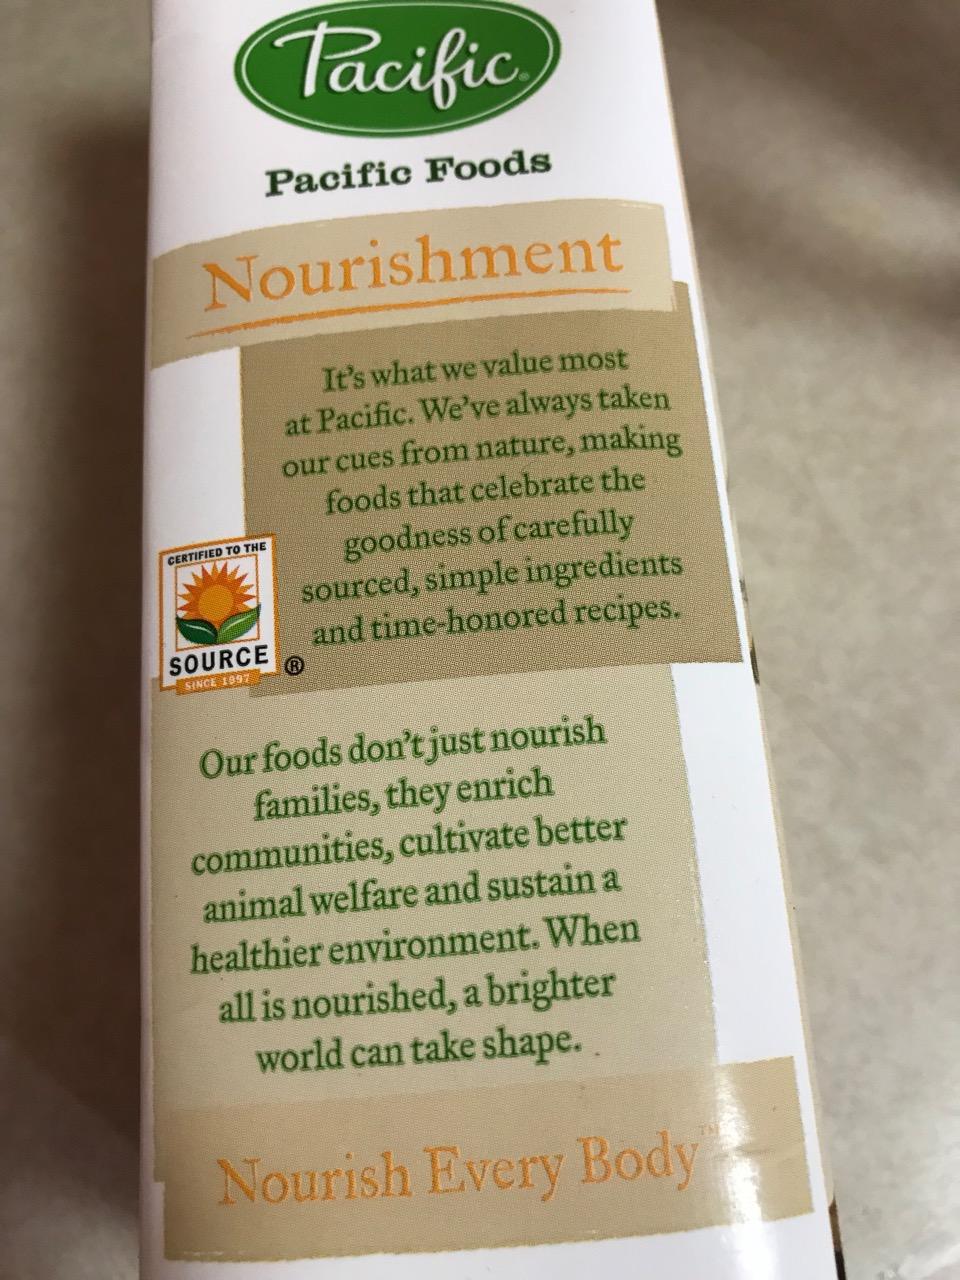 Pacific®
Pacific Foods
Nourishment
It's what we value most
at Pacific. We've always taken
our cues from nature, making
foods that celebrate the
goodness of carefully
sourced, simple ingredients
and time-honored recipes.
CERTIFIED TO THE
SOURCE ®
SINCE 1997
Our foods don't just nourish
families, they enrich
communities, cultivate better
animal welfare and sustain a
healthier environment. When
all is nourished, a brighter
world can take shape.
Nourish Every Body™